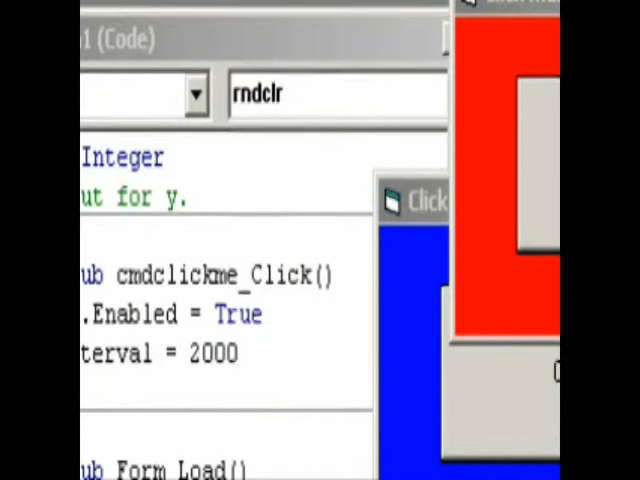 1 (Code)
rndclr
Integer
ut for y.
Click
ub cmdclickme_Click()
.Enabled = True
terval = 2000
ub Form_Load()